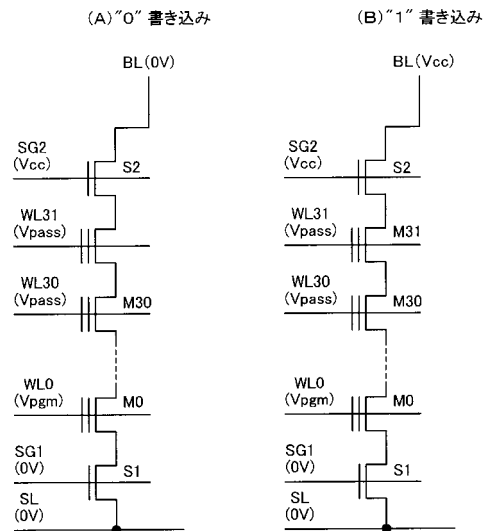 (A)"0" 書き込み
BL(0V)
SG2
(Vcc)
S2
WL31
(Vpass)
WL30
(Vpass)
M30
WL0
(Vpgm)
M0
SG1
(0V)
S1
SL
(0V)
(B)"1" 書き込み
BL(Vcc)
SG2
(Vcc)
S2
WL31
(Vpass)
M31
WL30
(Vpass)
M30
WL0
(Vpgm)
M0
SG1
(0V)
S1
SL
(0V)